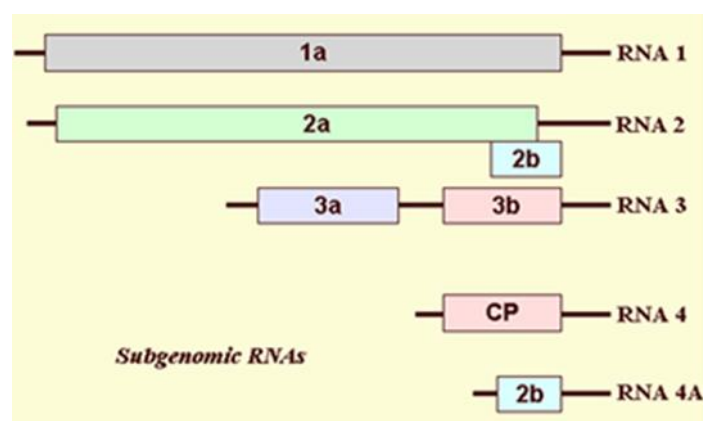 1a RNA 1
2a RNA 2
2b
3a 3b RNA 3
CP RNA 4
Subgenomic RNAs
2b RNA 4A